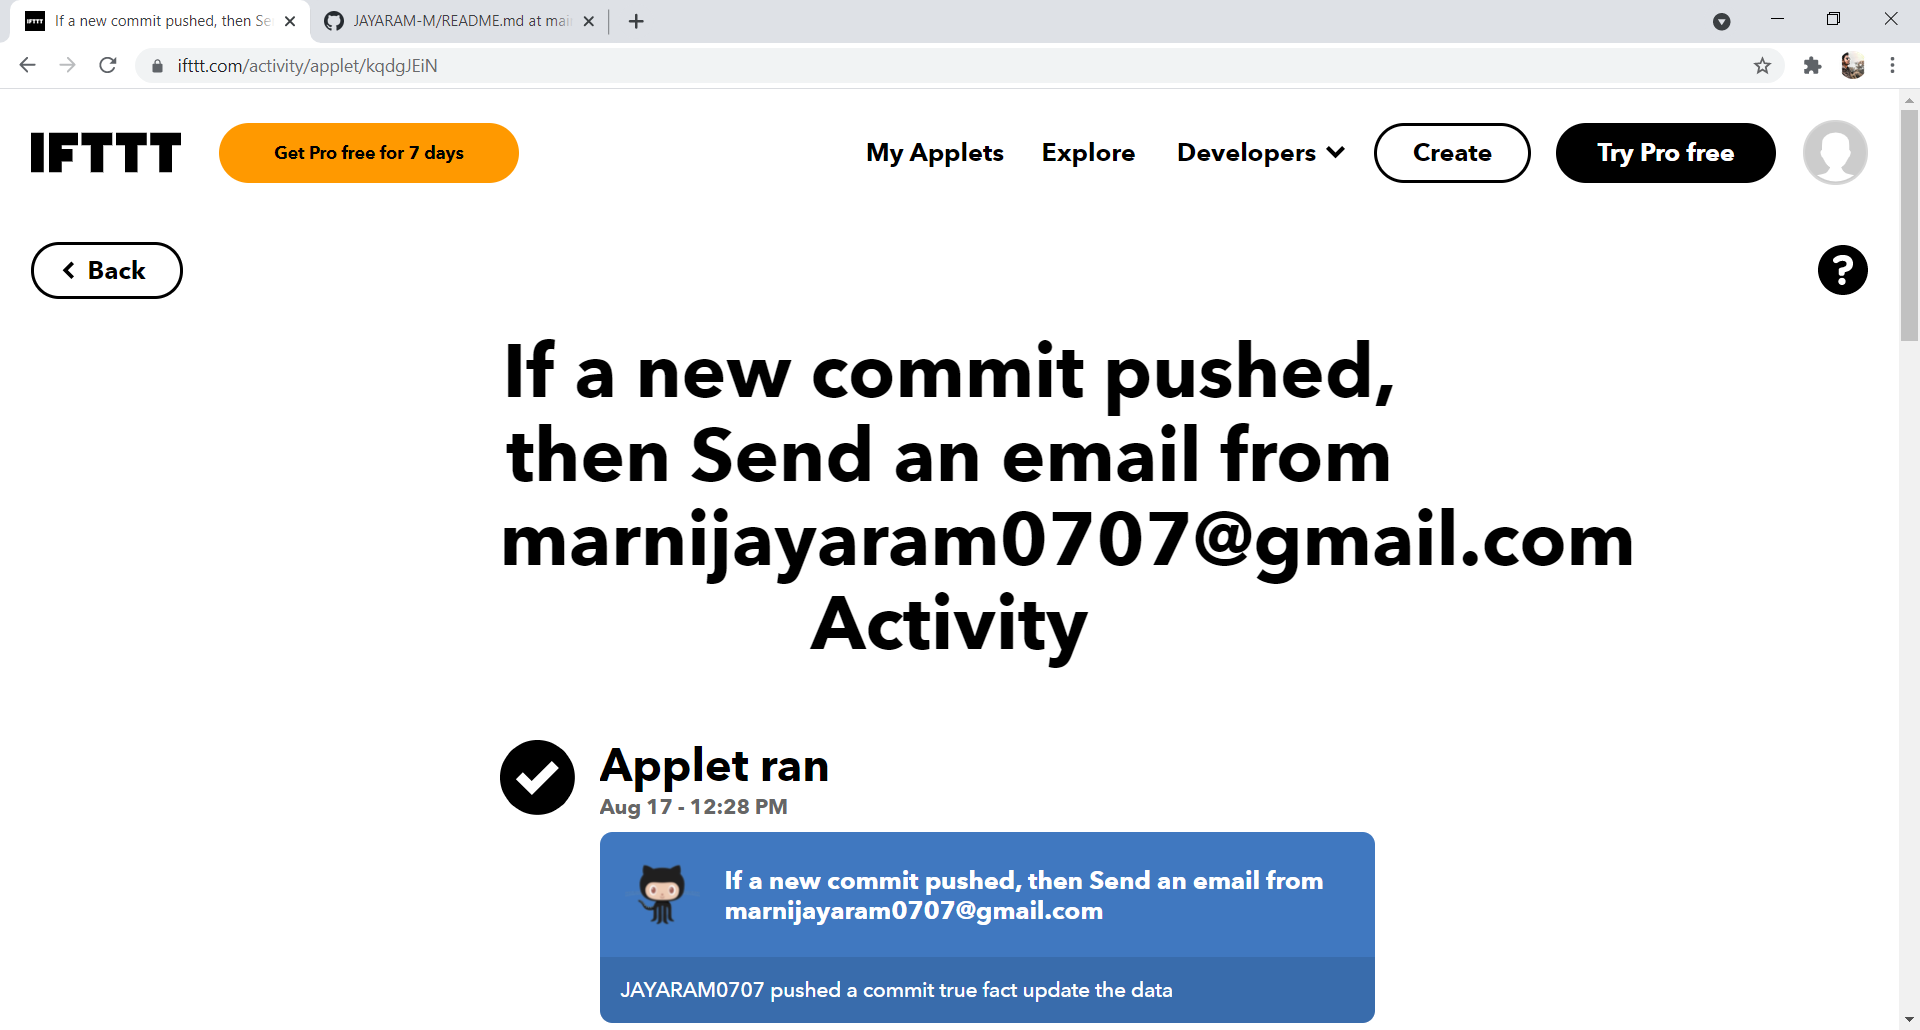 IFTTT
If a new commit pushed, then Se
JAYARAM-M/README.md at mai
ifttt.com/activity/applet/kqdgJEiN
IFTTT
Get Pro free for 7 days
My Applets
Explore
Developers
Create
Try Pro free
Back
?
If a new commit pushed,
then Send an email from
marnijayaram0707@gmail.com
Activity
Applet ran
Aug 17 - 12:28 PM
If a new commit pushed, then Send an email from
marnijayaram0707@gmail.com
JAYARAM0707 pushed a commit true fact update the data